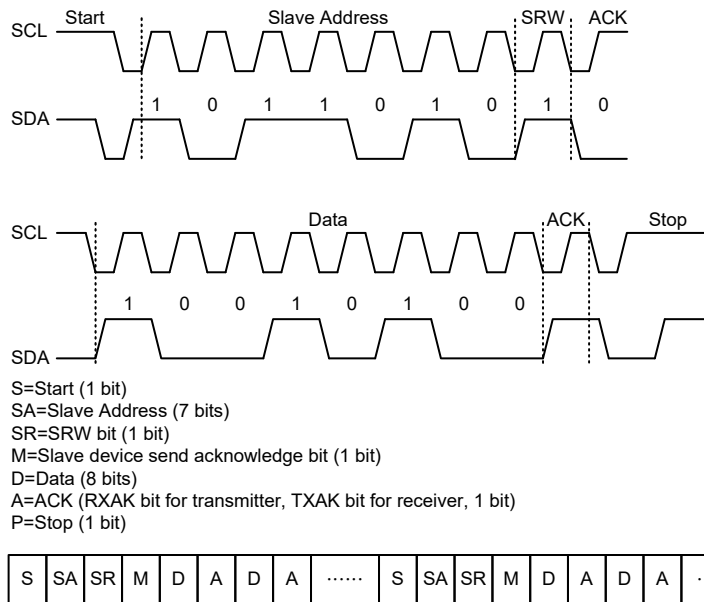 Start Slave Address SRW ACK
SCL
1 0 1 1 0 1 0 1 0
SDA
Data ACK Stop
SCL
1 0 0 1 0 1 0 0
SDA
S=Start (1 bit)
SA=Slave Address (7 bits)
SR=SRW bit (1 bit)
M=Slave device send acknowledge bit (1 bit)
D=Data (8 bits)
A=ACK (RXAK bit for transmitter, TXAK bit for receiver, 1 bit)
P=Stop (1 bit)
S SA SR M D A D A ······ S SA SR M D A D A ··